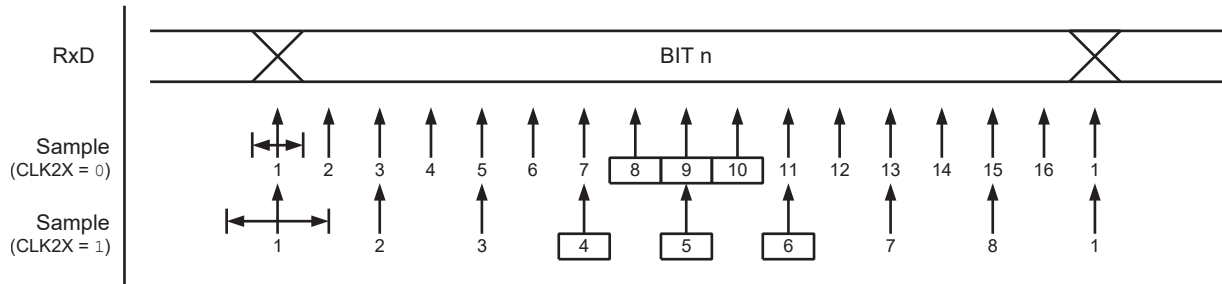 RxD
BIT n
Sample
(CLK2X = 0)
1 2 3 4 5 6 7 8 9 10 11 12 13 14 15 16 1
Sample
(CLK2X = 1)
1 2 3 4 5 6 7 8 1